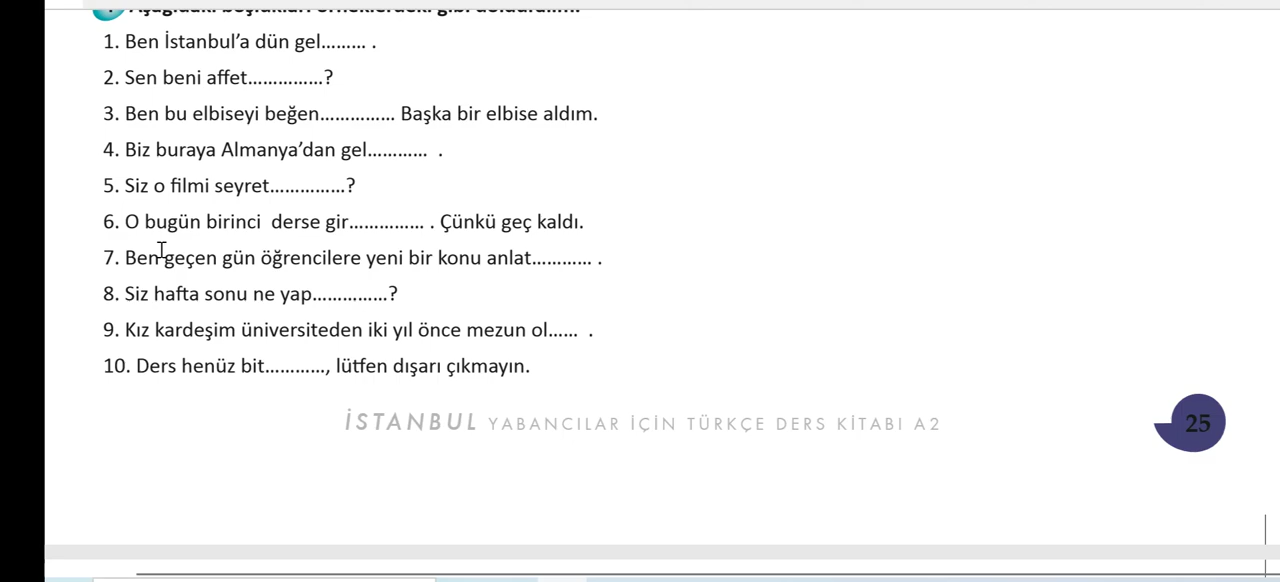 1. Ben İstanbul’a dün gel......... .
2. Sen beni affet...............?
3. Ben bu elbiseyi beğen............... Başka bir elbise aldım.
4. Biz buraya Almanya’dan gel............ .
5. Siz o filmi seyret...............?
6. O bugün birinci derse gir............... . Çünkü geç kaldı.
7. Ben geçen gün öğrencilere yeni bir konu anlat............ .
8. Siz hafta sonu ne yap...............?
9. Kız kardeşim üniversiteden iki yıl önce mezun ol...... .
10. Ders henüz bit............, lütfen dışarı çıkmayın.
İSTANBUL YABANCILAR İÇİN TÜRKÇE DERS KİTABI A2
25